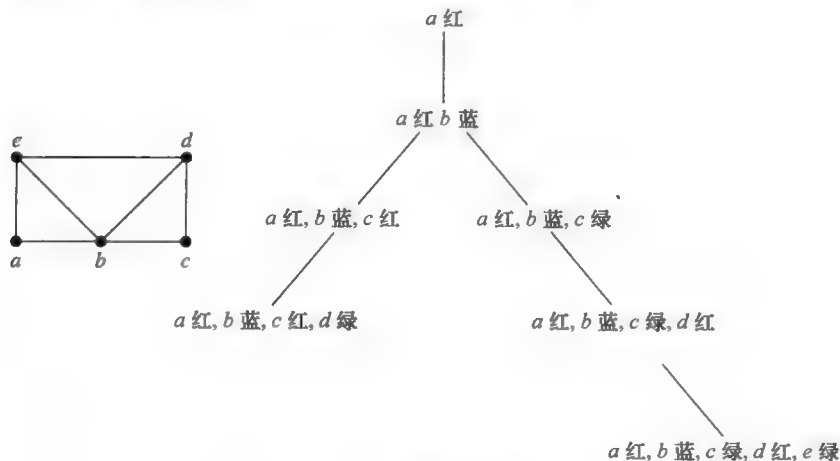 a 红
a 红 b 蓝
e
d
a 红, b 蓝, c 红
a 红, b 蓝, c 绿
a
b
c
a 红, b 蓝, c 红, d 绿
a 红, b 蓝, c 绿, d 红
a 红, b 蓝, c 绿, d 红, e 绿